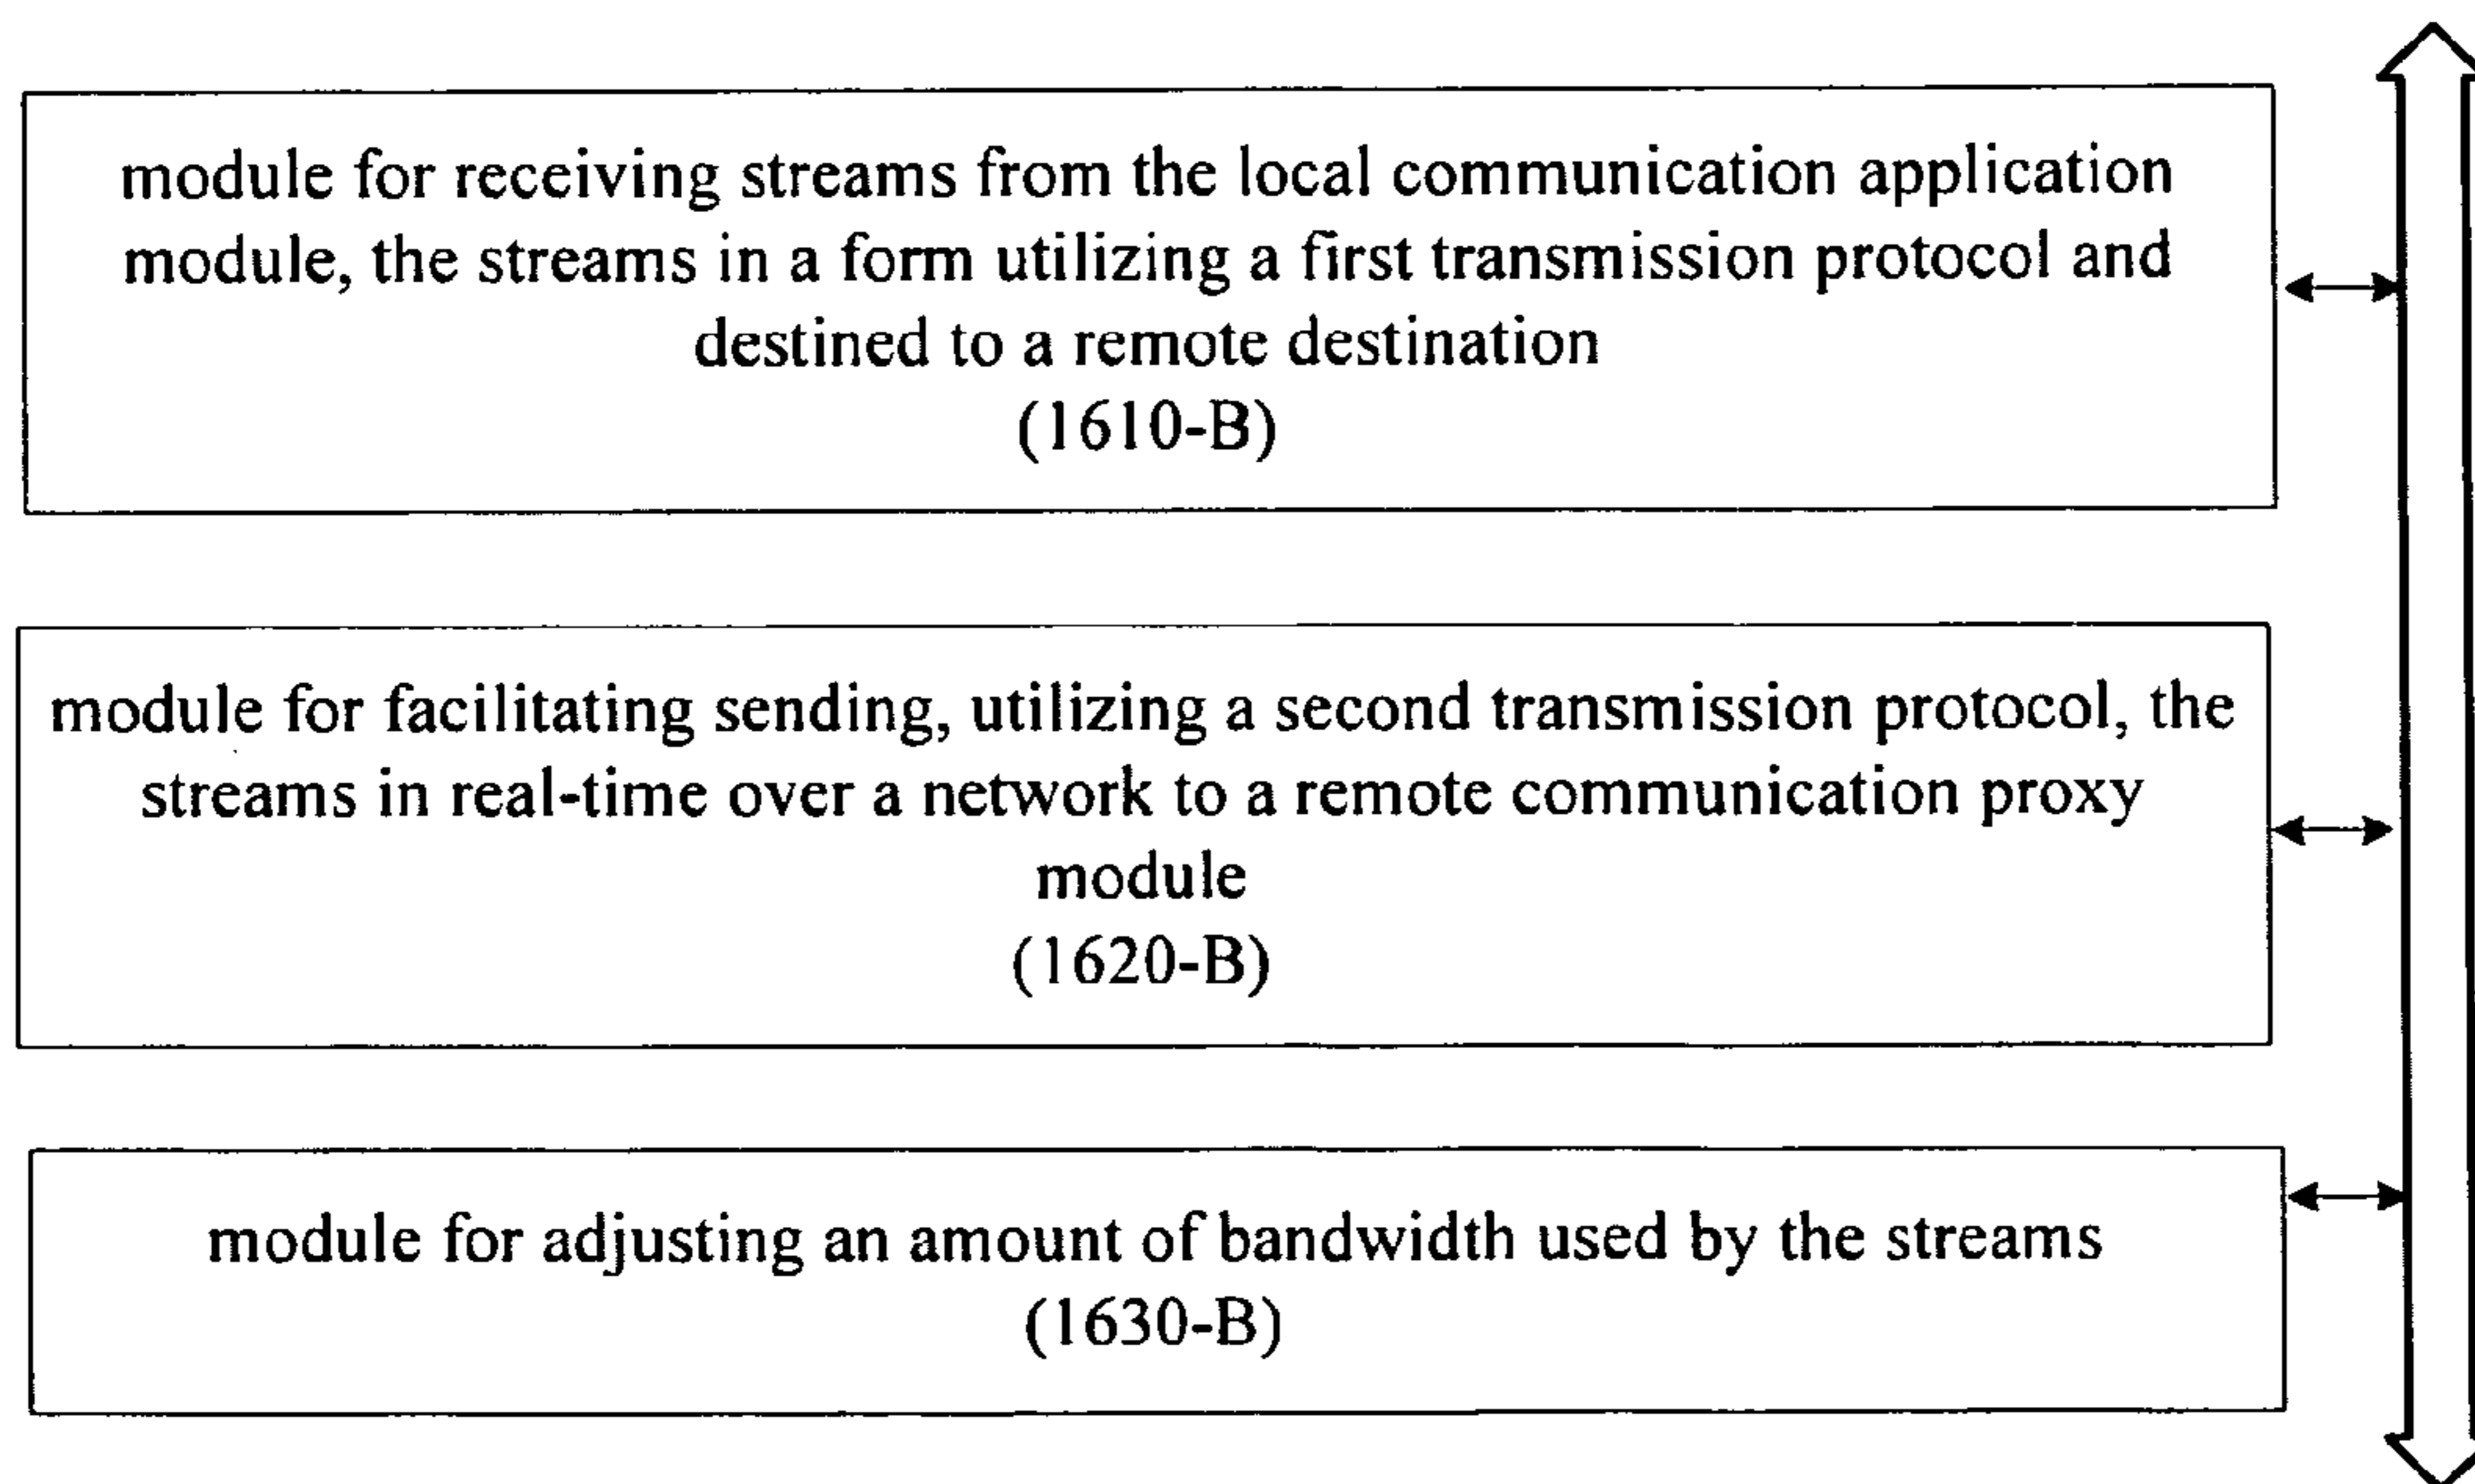 module for receiving streams from the local communication application
module, the streams in a form utilizing a first transmission protocol and
destined to a remote destination
(1610-B)
module for facilitating sending, utilizing a second transmission protocol, the
streams in real-time over a network to a remote communication proxy
module
(1620-B)
module for adjusting an amount of bandwidth used by the streams
(1630-B)